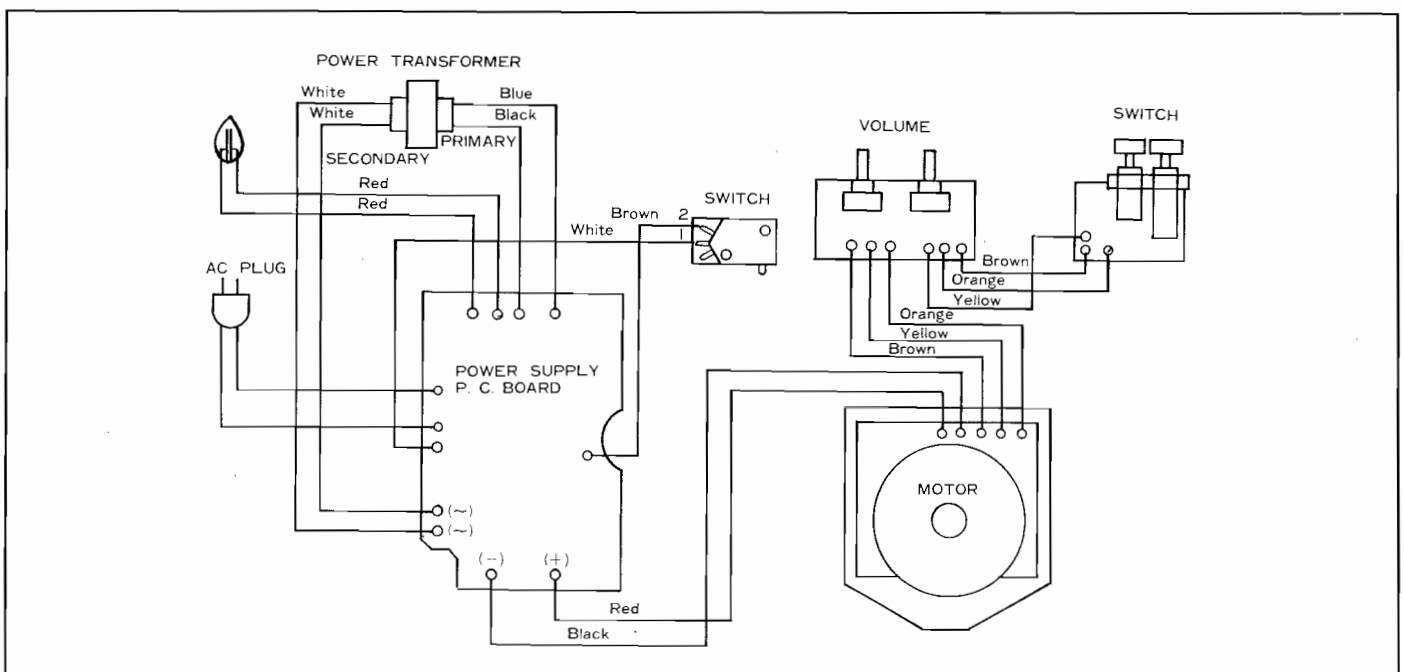 POWER TRANSFORMER
White
Blue
White
Black
PRIMARY
SECONDARY
Red
Red
AC PLUG
SWITCH
Brown
2
White
1
VOLUME
SWITCH
Brown
Orange
Yellow
Orange
Yellow
Brown
POWER SUPPLY
P. C. BOARD
(~)
(~)
(-)
(+)
Red
Black
MOTOR